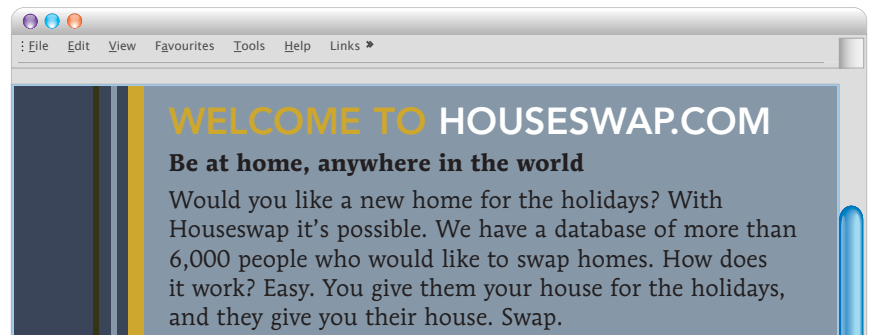 File Edit View Favourites Tools Help Links »
WELCOME TO HOUSESWAP.COM
Be at home, anywhere in the world
Would you like a new home for the holidays? With
Houseswap it’s possible. We have a database of more than
6,000 people who would like to swap homes. How does
it work? Easy. You give them your house for the holidays,
and they give you their house. Swap.